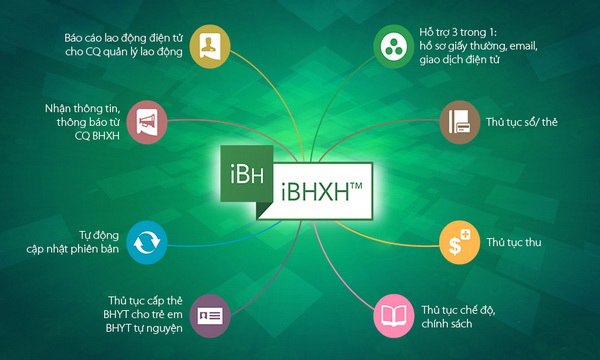 Báo cáo lao động điện tử
cho CQ quản lý lao động
Hỗ trợ 3 trong 1:
hồ sơ giấy thường, email,
giao dịch điện tử
Nhận thông tin,
thông báo từ
CQ BHXH
Thủ tục sổ/ thẻ
iBH
iBHXH™
Tự động
cập nhật phiên bản
Thủ tục thu
Thủ tục cấp thẻ
BHYT cho trẻ em
BHYT tự nguyện
Thủ tục chế độ,
chính sách